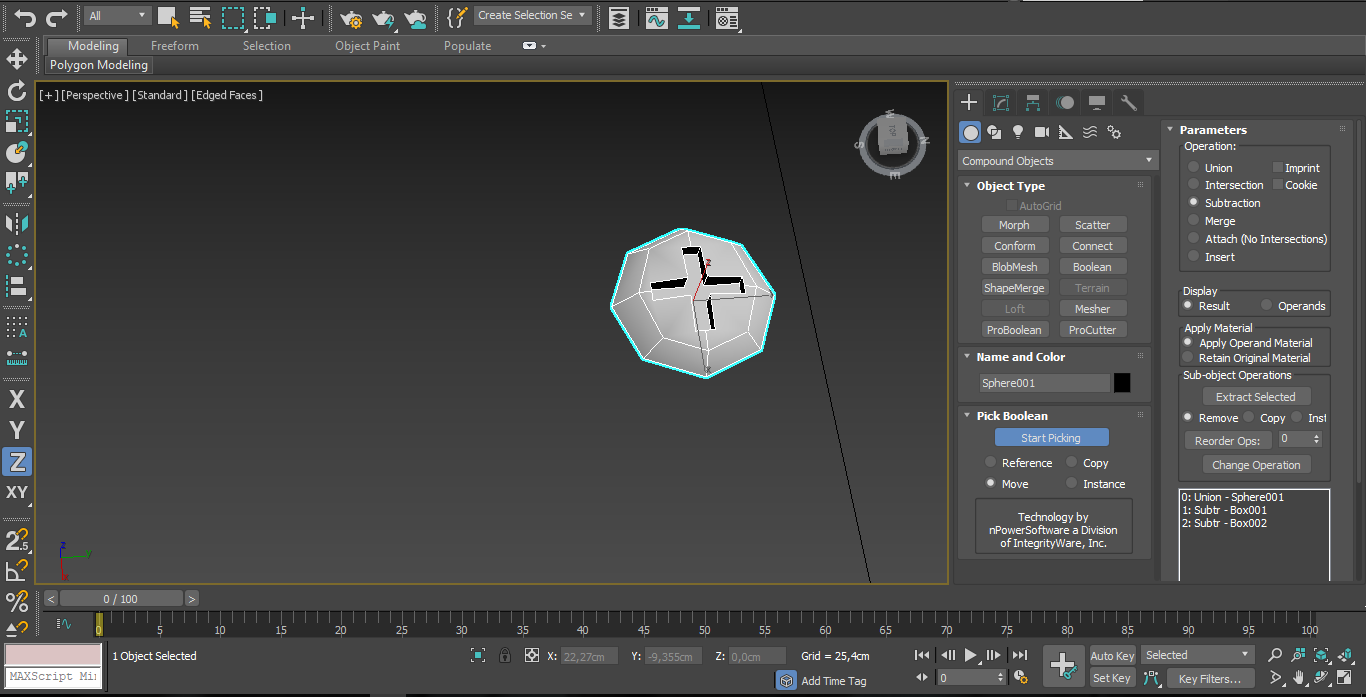 All
Create Selection Se
Modeling Freeform Selection Object Paint Populate
Polygon Modeling
[+] [Perspective] [Standard] [Edged Faces]
W
S TOP N
E
z
x
z
y
x
X
Y
Z
XY
2.5
A
%
Compound Objects
Object Type
AutoGrid
Morph Scatter
Conform Connect
BlobMesh Boolean
ShapeMerge Terrain
Loft Mesher
ProBoolean ProCutter
Name and Color
Sphere001
Pick Boolean
Start Picking
Reference Copy
Move Instance
Technology by
nPowerSoftware a Division
of IntegrityWare, Inc.
Parameters
Operation:
Union Imprint
Intersection Cookie
Subtraction
Merge
Attach (No Intersections)
Insert
Display
Result Operands
Apply Material
Apply Operand Material
Retain Original Material
Sub-object Operations
Extract Selected
Remove Copy Inst
Reorder Ops: 0
Change Operation
0: Union - Sphere001
1: Subtr - Box001
2: Subtr - Box002
< 0 / 100 >
0 5 10 15 20 25 30 35 40 45 50 55 60 65 70 75 80 85 90 95 100
1 Object Selected X: 22,27cm Y: -9,355cm Z: 0,0cm Grid = 25,4cm
Auto Key Selected
MAXScript Mi
Add Time Tag
0
Set Key Key Filters...